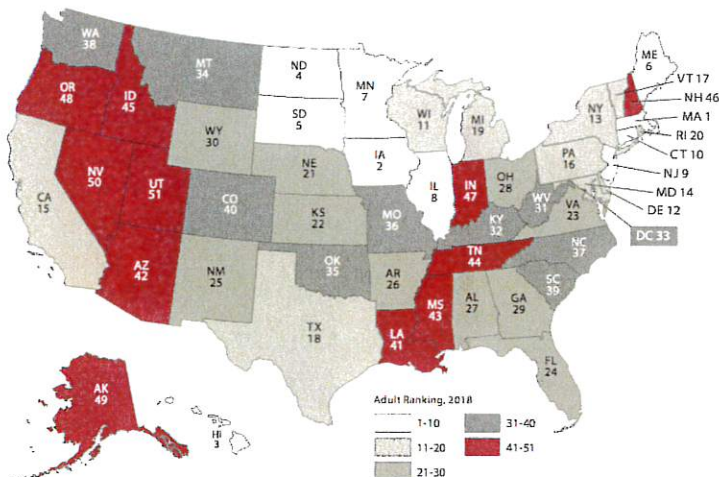 WA
38
OR
48
ID
45
MT
34
ND
4
MN
7
SD
5
WY
30
NV
50
UT
51
CA
15
AZ
42
CO
40
NM
25
NE
21
KS
22
OK
35
TX
18
IA
2
MO
36
AR
26
LA
41
WI
11
IL
8
MI
19
IN
47
OH
28
KY
32
TN
44
MS
43
AL
27
GA
29
FL
24
SC
39
NC
37
VA
23
WV
31
PA
16
NY
13
ME
6
VT 17
NH 46
MA 1
RI 20
CT 10
NJ 9
MD 14
DE 12
DC 33
AK
49
HI
3
Adult Ranking, 2018
1-10
11-20
21-30
31-40
41-51